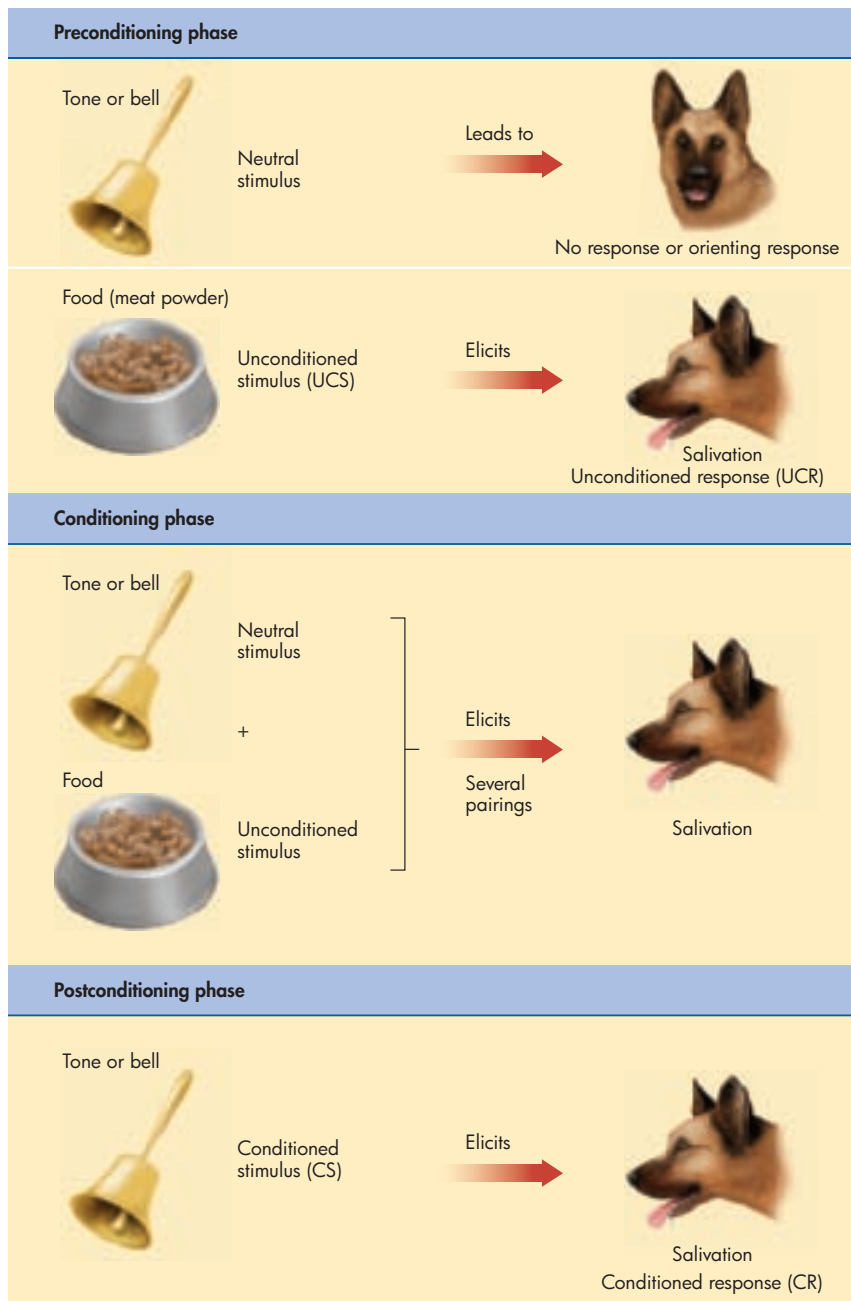 Preconditioning phase
Tone or bell
Neutral
stimulus
Leads to
No response or orienting response
Food (meat powder)
Unconditioned
stimulus (UCS)
Elicits
Salivation
Unconditioned response (UCR)
Conditioning phase
Tone or bell
Neutral
stimulus
+
Food
Unconditioned
stimulus
Elicits
Several
pairings
Salivation
Postconditioning phase
Tone or bell
Conditioned
stimulus (CS)
Elicits
Salivation
Conditioned response (CR)